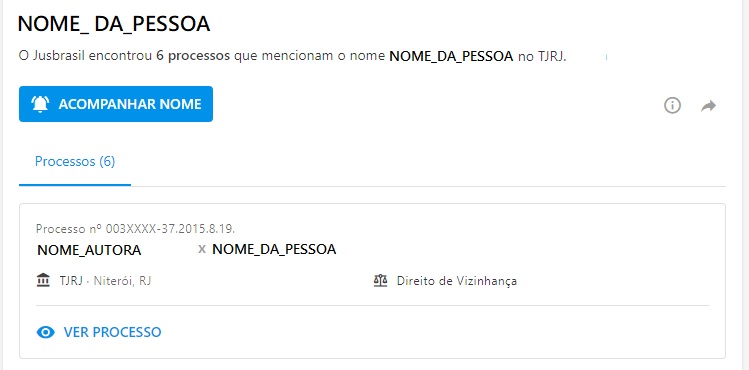 NOME_ DA_PESSOA
O Jusbrasil encontrou 6 processos que mencionam o nome NOME_DA_PESSOA no TJRJ.
ACOMPANHAR NOME
Processos (6)
Processo nº 003XXXX-37.2015.8.19.
NOME_AUTORA x NOME_DA_PESSOA
TJRJ · Niterói, RJ
Direito de Vizinhança
VER PROCESSO